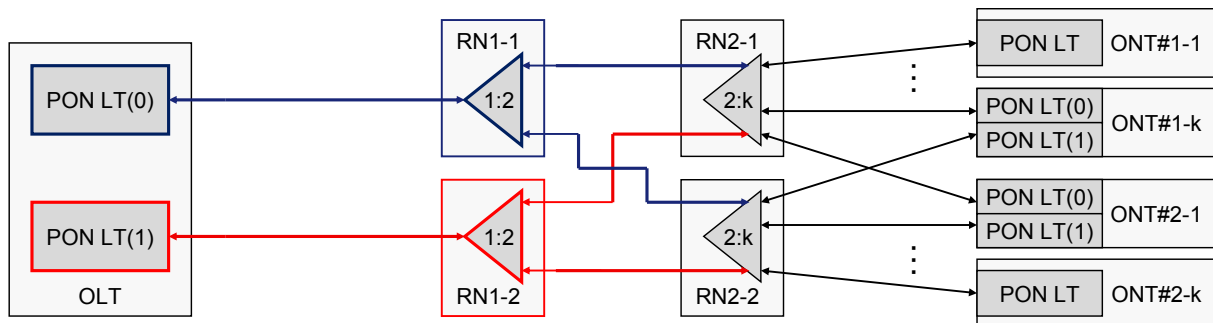 PON LT(0)
PON LT(1)
OLT
RN1-1
1:2
1:2
RN1-2
RN2-1
2:k
2:k
RN2-2
PON LT
ONT#1-1
⋮
PON LT(0)
PON LT(1)
ONT#1-k
PON LT(0)
PON LT(1)
ONT#2-1
⋮
PON LT
ONT#2-k